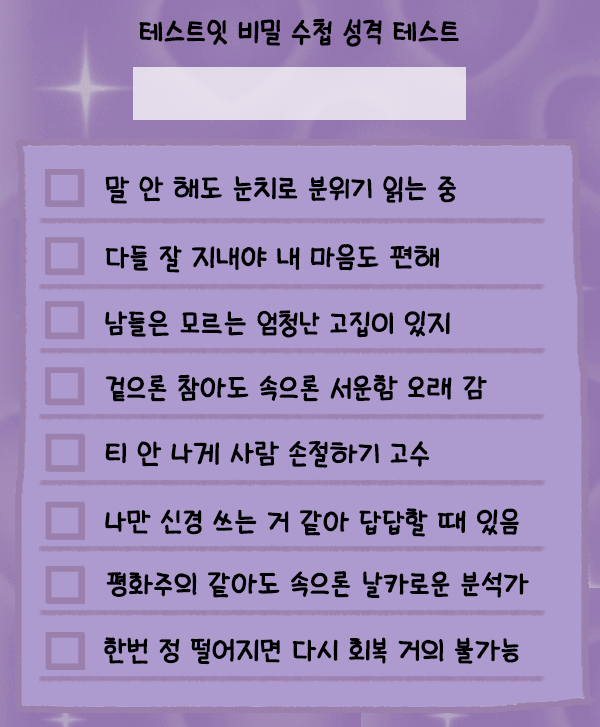 테스트잇 비밀 수첩 성격 테스트
말 안 해도 눈치로 분위기 읽는 중
다들 잘 지내야 내 마음도 편해
남들은 모르는 엄청난 고집이 있지
겉으론 참아도 속으론 서운함 오래 감
티 안 나게 사람 손절하기 고수
나만 신경 쓰는 거 같아 답답할 때 있음
평화주의 같아도 속으론 날카로운 분석가
한번 정 떨어지면 다시 회복 거의 불가능